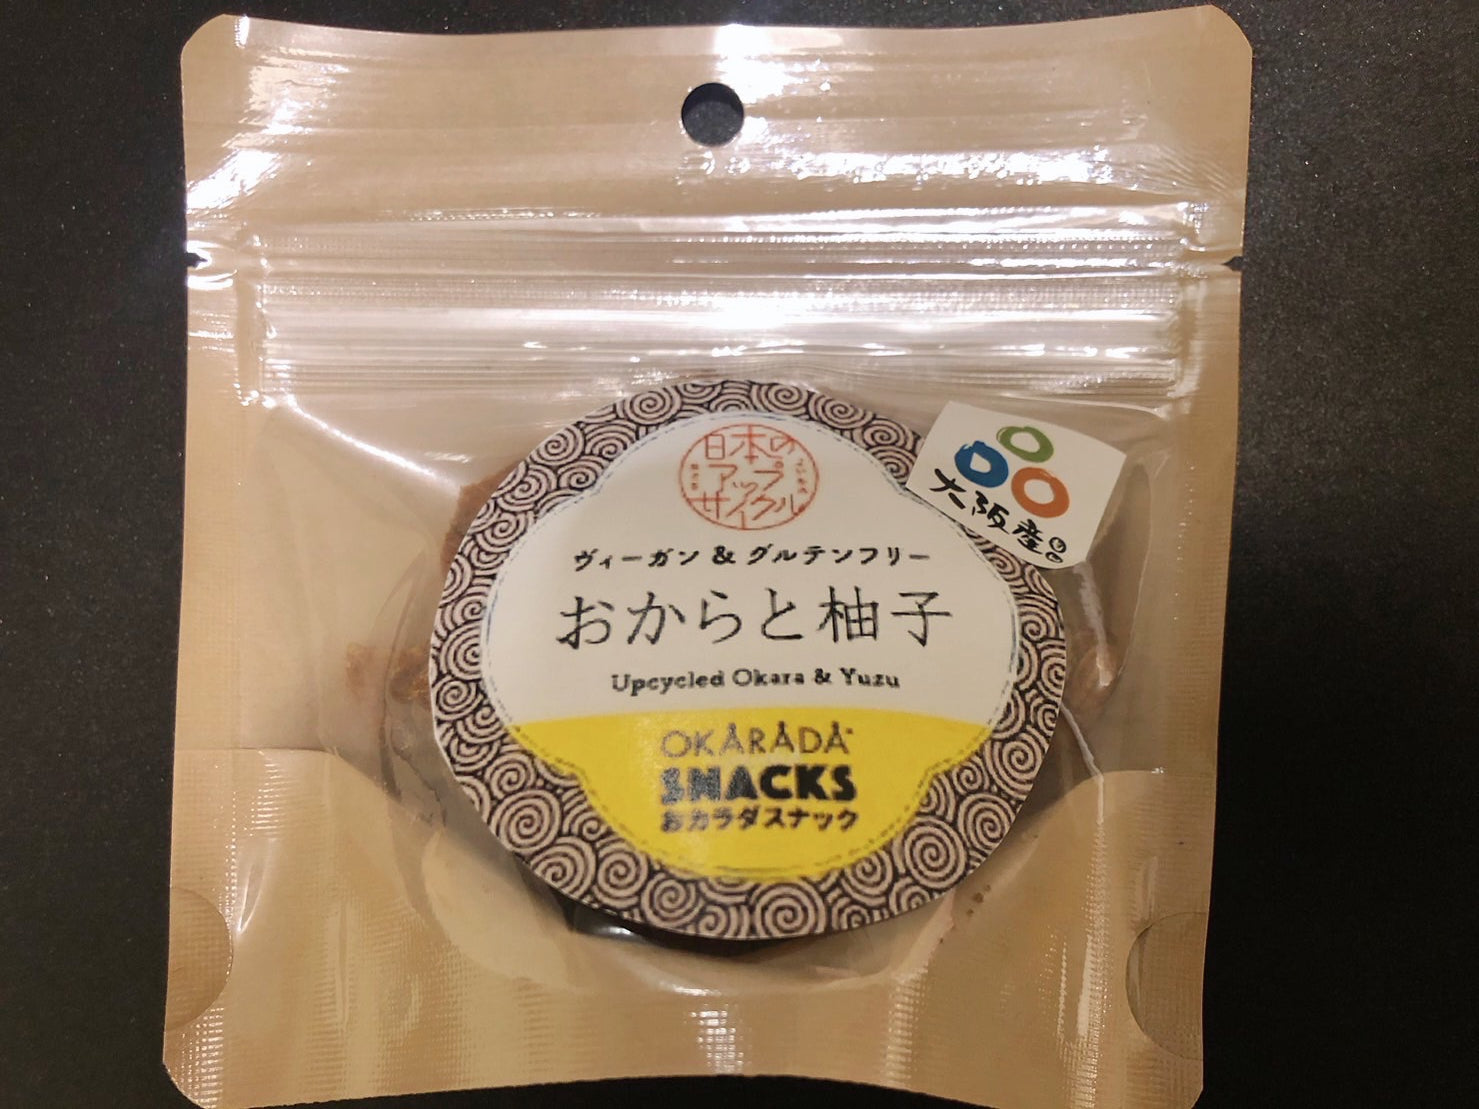 日本の
アップ
サイクル
ヴィーガン & グルテンフリー
おからと柚子
Upcycled Okara & Yuzu
OKÅRÅDÅ
SNACKS
おカラダスナック
大阪産